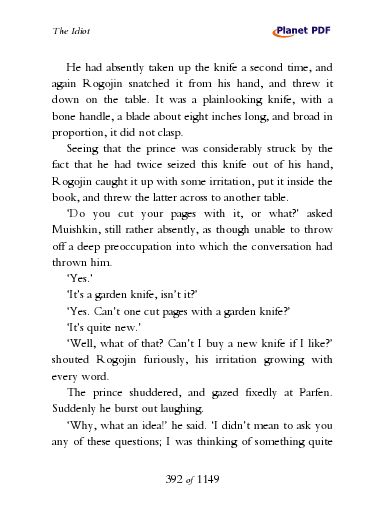 The Idiot
Planet PDF
He had absently taken up the knife a second time, and
again Rogojin snatched it from his hand, and threw it
down on the table. It was a plainlooking knife, with a
bone handle, a blade about eight inches long, and broad in
proportion, it did not clasp.
Seeing that the prince was considerably struck by the
fact that he had twice seized this knife out of his hand,
Rogojin caught it up with some irritation, put it inside the
book, and threw the latter across to another table.
‘Do you cut your pages with it, or what?’ asked
Muishkin, still rather absently, as though unable to throw
off a deep preoccupation into which the conversation had
thrown him.
‘Yes.’
‘It’s a garden knife, isn’t it?’
‘Yes. Can’t one cut pages with a garden knife?’
‘It’s quite new.’
‘Well, what of that? Can’t I buy a new knife if I like?’
shouted Rogojin furiously, his irritation growing with
every word.
The prince shuddered, and gazed fixedly at Parfen.
Suddenly he burst out laughing.
‘Why, what an idea!’ he said. ‘I didn’t mean to ask you
any of these questions; I was thinking of something quite
392 of 1149